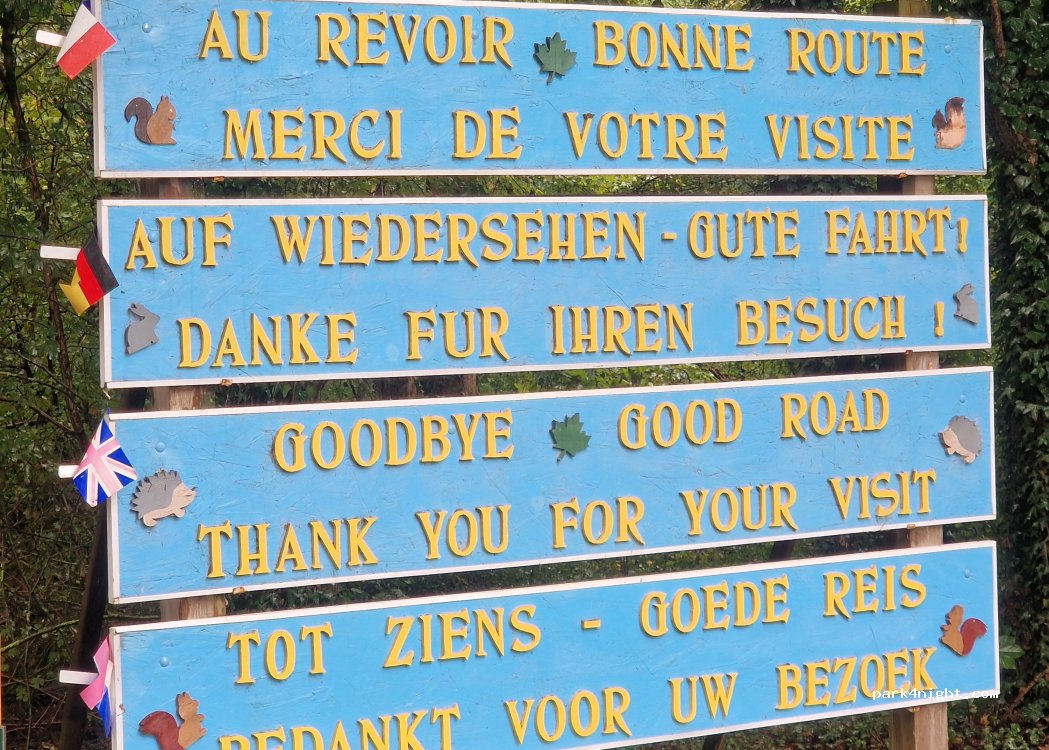 AU REVOIR BONNE ROUTE
MERCI DE VOTRE VISITE
AUF WIEDERSEHEN - GUTE FAHRT!
DANKE FUR IHREN BESUCH !
GOODBYE GOOD ROAD
THANK YOU FOR YOUR VISIT
TOT ZIENS - GOEDE REIS
BEDANKT VOOR UW BEZOEK
park4night.com